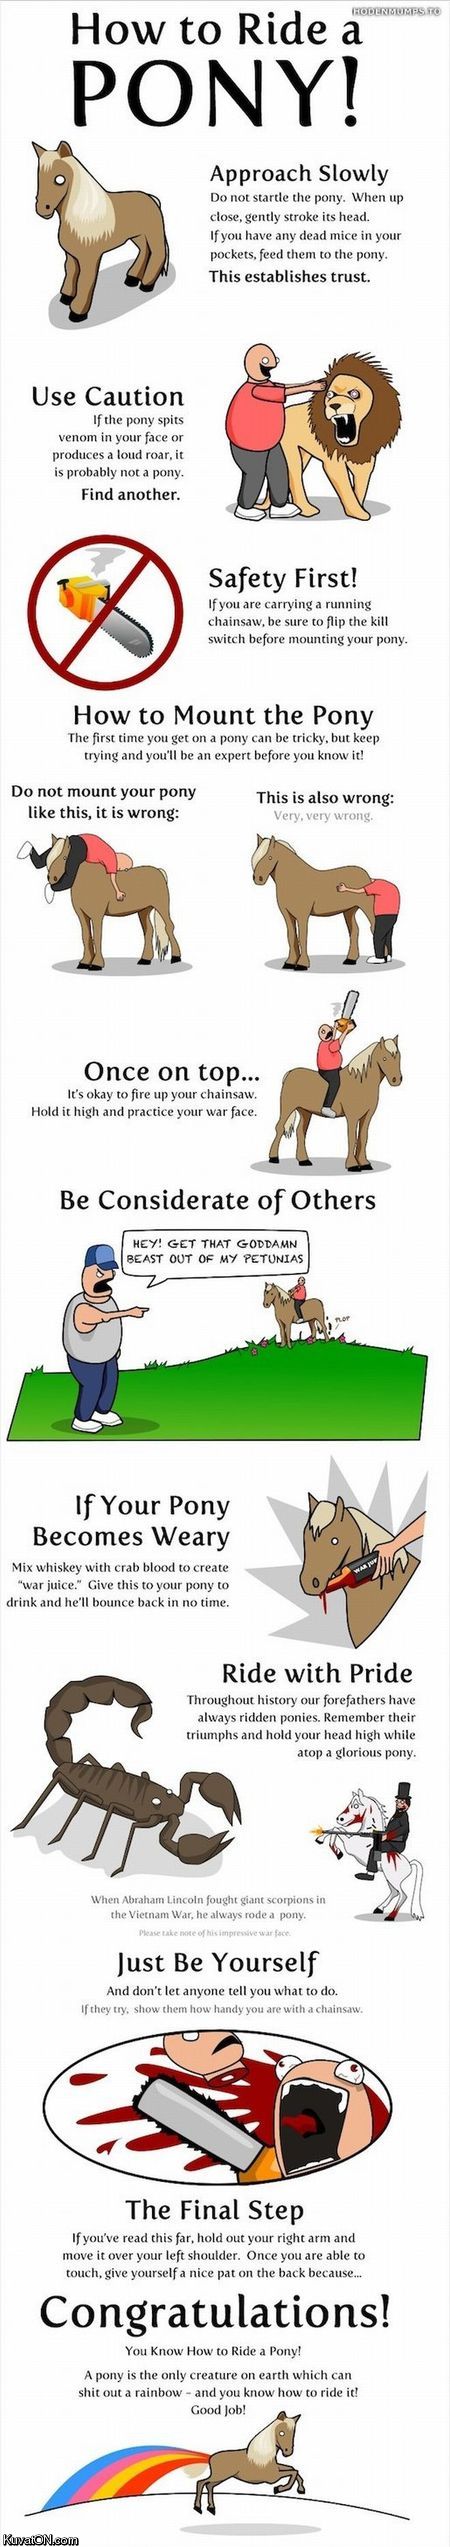 HODENMUMPS.TO
How to Ride a
PONY!
Approach Slowly
Do not startle the pony. When up
close, gently stroke its head.
If you have any dead mice in your
pockets, feed them to the pony.
This establishes trust.
Use Caution
If the pony spits
venom in your face or
produces a loud roar, it
is probably not a pony.
Find another.
Safety First!
If you are carrying a running
chainsaw, be sure to flip the kill
switch before mounting your pony.
How to Mount the Pony
The first time you get on a pony can be tricky, but keep
trying and you'll be an expert before you know it!
Do not mount your pony
like this, it is wrong:
This is also wrong:
Very, very wrong.
Once on top...
It's okay to fire up your chainsaw.
Hold it high and practice your war face.
Be Considerate of Others
HEY! GET THAT GODDAMN
BEAST OUT OF MY PETUNIAS
PLOP
If Your Pony
Becomes Weary
Mix whiskey with crab blood to create
"war juice." Give this to your pony to
drink and he'll bounce back in no time.
WAR JUICE
Ride with Pride
Throughout history our forefathers have
always ridden ponies. Remember their
triumphs and hold your head high while
atop a glorious pony.
When Abraham Lincoln fought giant scorpions in
the Vietnam War, he always rode a pony.
Please take note of his impressive war face.
Just Be Yourself
And don't let anyone tell you what to do.
If they try, show them how handy you are with a chainsaw.
The Final Step
If you've read this far, hold out your right arm and
move it over your left shoulder. Once you are able to
touch, give yourself a nice pat on the back because...
Congratulations!
You Know How to Ride a Pony!
A pony is the only creature on earth which can
shit out a rainbow – and you know how to ride it!
Good Job!
KuvatON.com